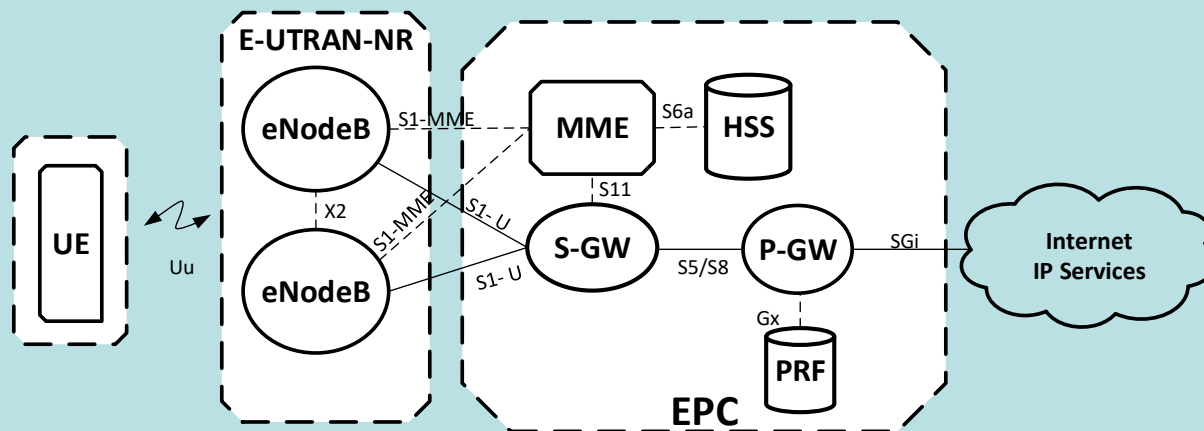 E-UTRAN-NR
eNodeB
S1-MME
MME
S6a
HSS
UE
Uu
X2
S1-MME
S1- U
S11
eNodeB
S1- U
S-GW
S5/S8
P-GW
SGi
Internet
IP Services
Gx
PRF
EPC